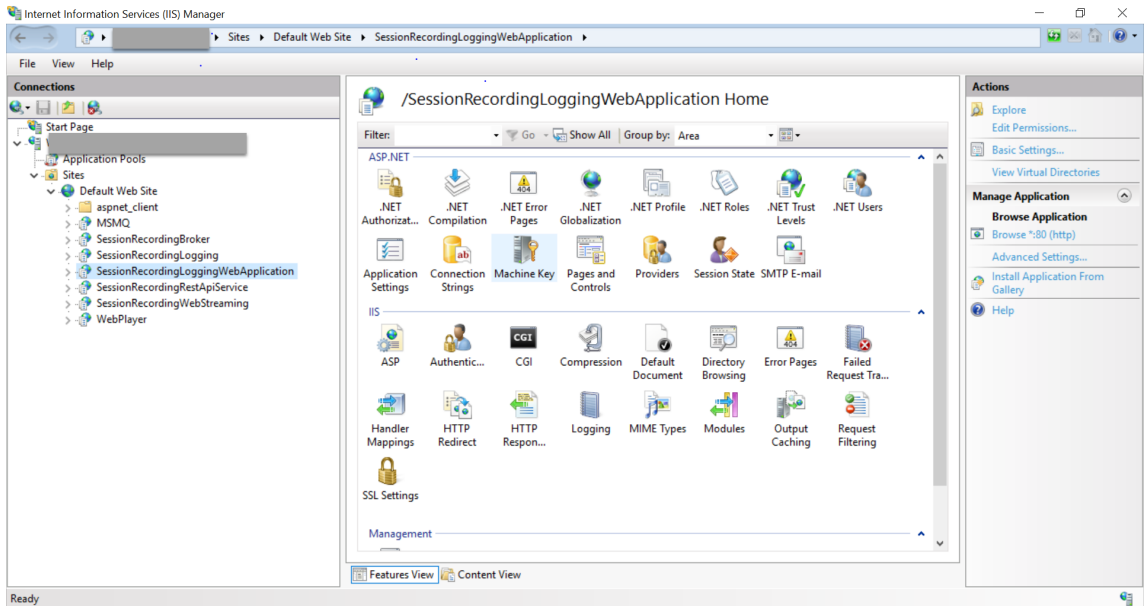 Internet Information Services (IIS) Manager
Sites Default Web Site SessionRecordingLoggingWebApplication
File View Help
Connections
Start Page
Application Pools
Sites
Default Web Site
aspnet_client
MSMQ
SessionRecordingBroker
SessionRecordingLogging
SessionRecordingLoggingWebApplication
SessionRecordingRestApiService
SessionRecordingWebStreaming
WebPlayer
/SessionRecordingLoggingWebApplication Home
Filter: Go Show All Group by: Area
ASP.NET
.NET Authorizat... .NET Compilation .NET Error Pages .NET Globalization .NET Profile .NET Roles .NET Trust Levels .NET Users
Application Settings Connection Strings Machine Key Pages and Controls Providers Session State SMTP E-mail
IIS
ASP Authentic... CGI Compression Default Document Directory Browsing Error Pages Failed Request Tra...
Handler Mappings HTTP Redirect HTTP Respon... Logging MIME Types Modules Output Caching Request Filtering
SSL Settings
Management
Features View Content View
Actions
Explore
Edit Permissions...
Basic Settings...
View Virtual Directories
Manage Application
Browse Application
Browse *:80 (http)
Advanced Settings...
Install Application From
Gallery
Help
Ready